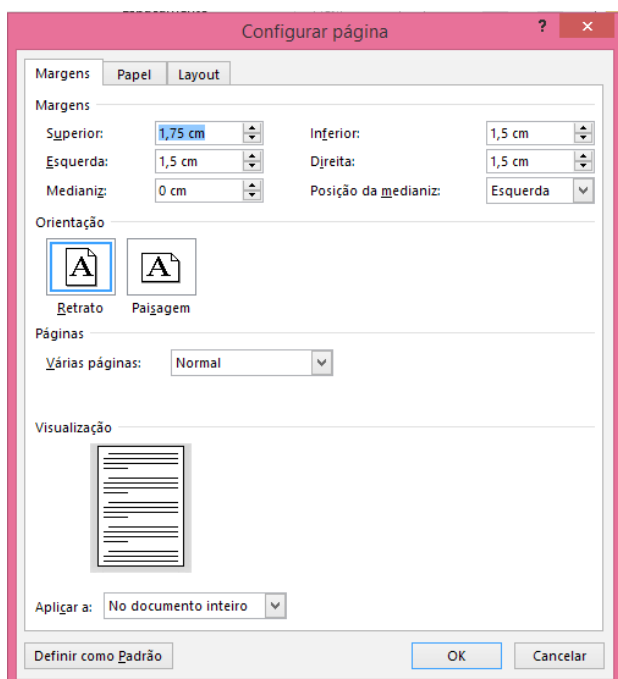 Configurar página ? ×
Margens Papel Layout
Margens
Superior: 1,75 cm Inferior: 1,5 cm
Esquerda: 1,5 cm Direita: 1,5 cm
Medianiz: 0 cm Posição da medianiz: Esquerda
Orientação
A A
Retrato Paisagem
Páginas
Várias páginas: Normal
Visualização
Aplicar a: No documento inteiro
Definir como Padrão OK Cancelar